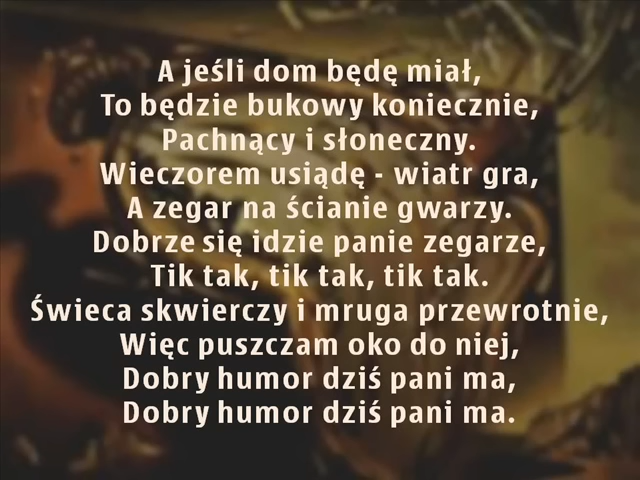 A jeśli dom będę miał,
To będzie bukowy koniecznie,
Pachnący i słoneczny.
Wieczorem usiądę - wiatr gra,
A zegar na ścianie gwarzy.
Dobrze się idzie panie zegarze,
Tik tak, tik tak, tik tak.
Świeca skwierczy i mruga przewrotnie,
Więc puszczam oko do niej,
Dobry humor dziś pani ma,
Dobry humor dziś pani ma.